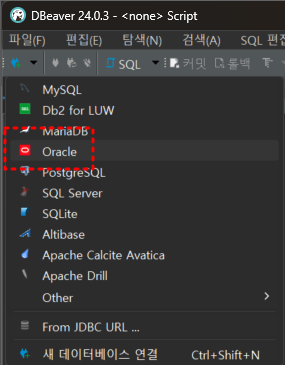 DBeaver 24.0.3 - <none> Script
파일(F) 편집(E) 탐색(N) 검색(A) SQL 편집
SQL 커밋 롤백
MySQL
Db2 for LUW
MariaDB
Oracle
PostgreSQL
SQL Server
SQLite
Altibase
Apache Calcite Avatica
Apache Drill
Other
From JDBC URL ...
새 데이터베이스 연결 Ctrl+Shift+N